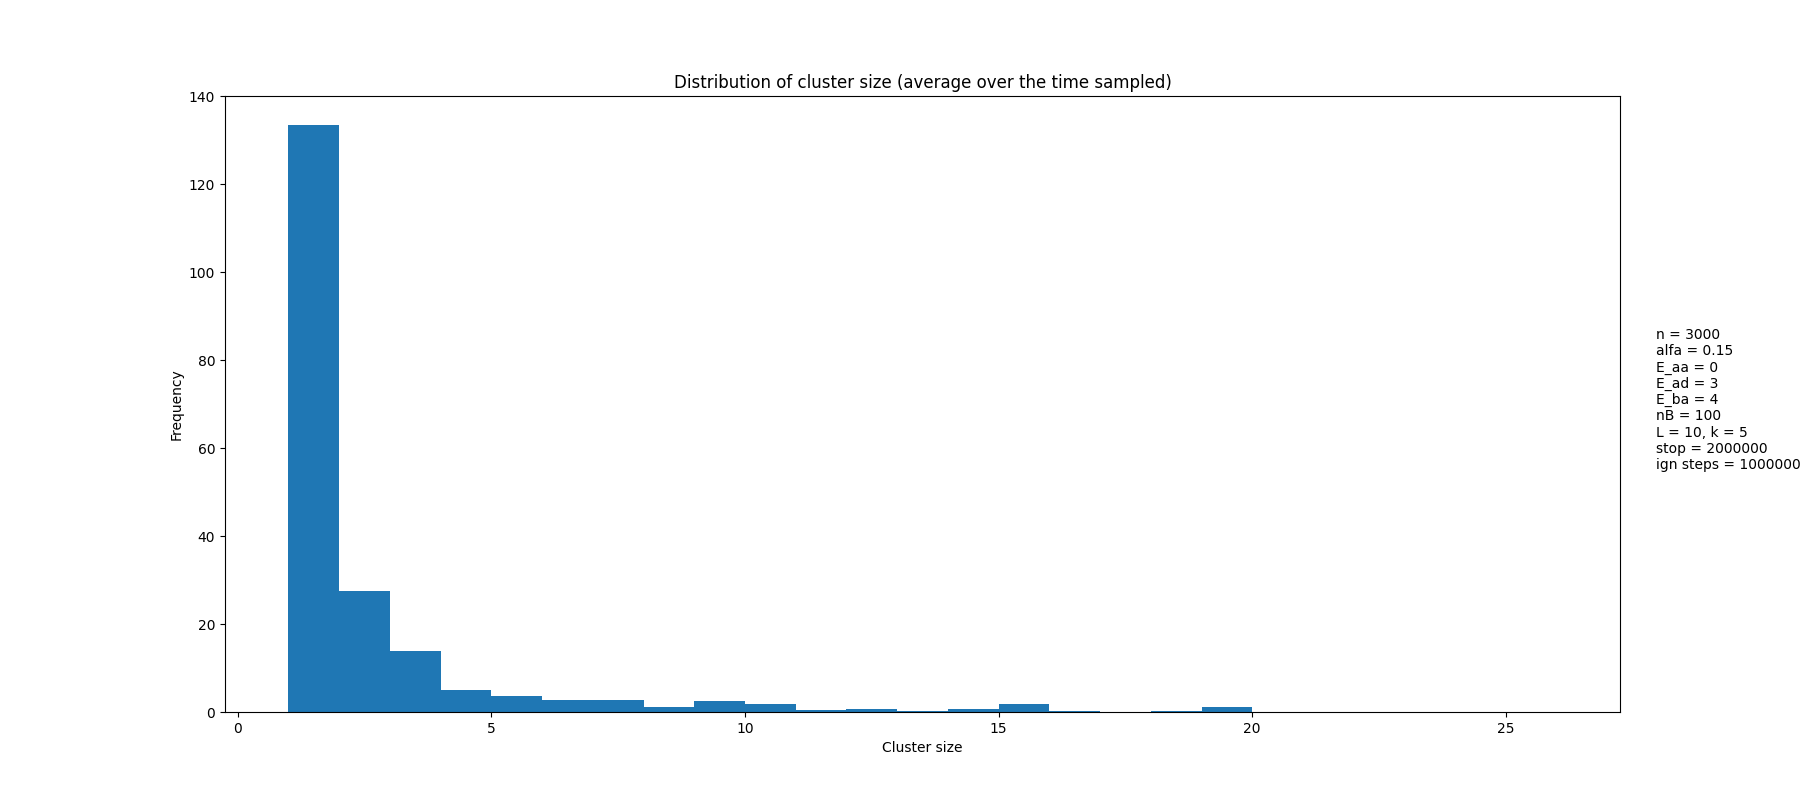 Distribution of cluster size (average over the time sampled)
140
120
100
80
60
40
20
0
Frequency
0 5 10 15 20 25
Cluster size
n = 3000
alfa = 0.15
E_aa = 0
E_ad = 3
E_ba = 4
nB = 100
L = 10, k = 5
stop = 2000000
ign steps = 1000000